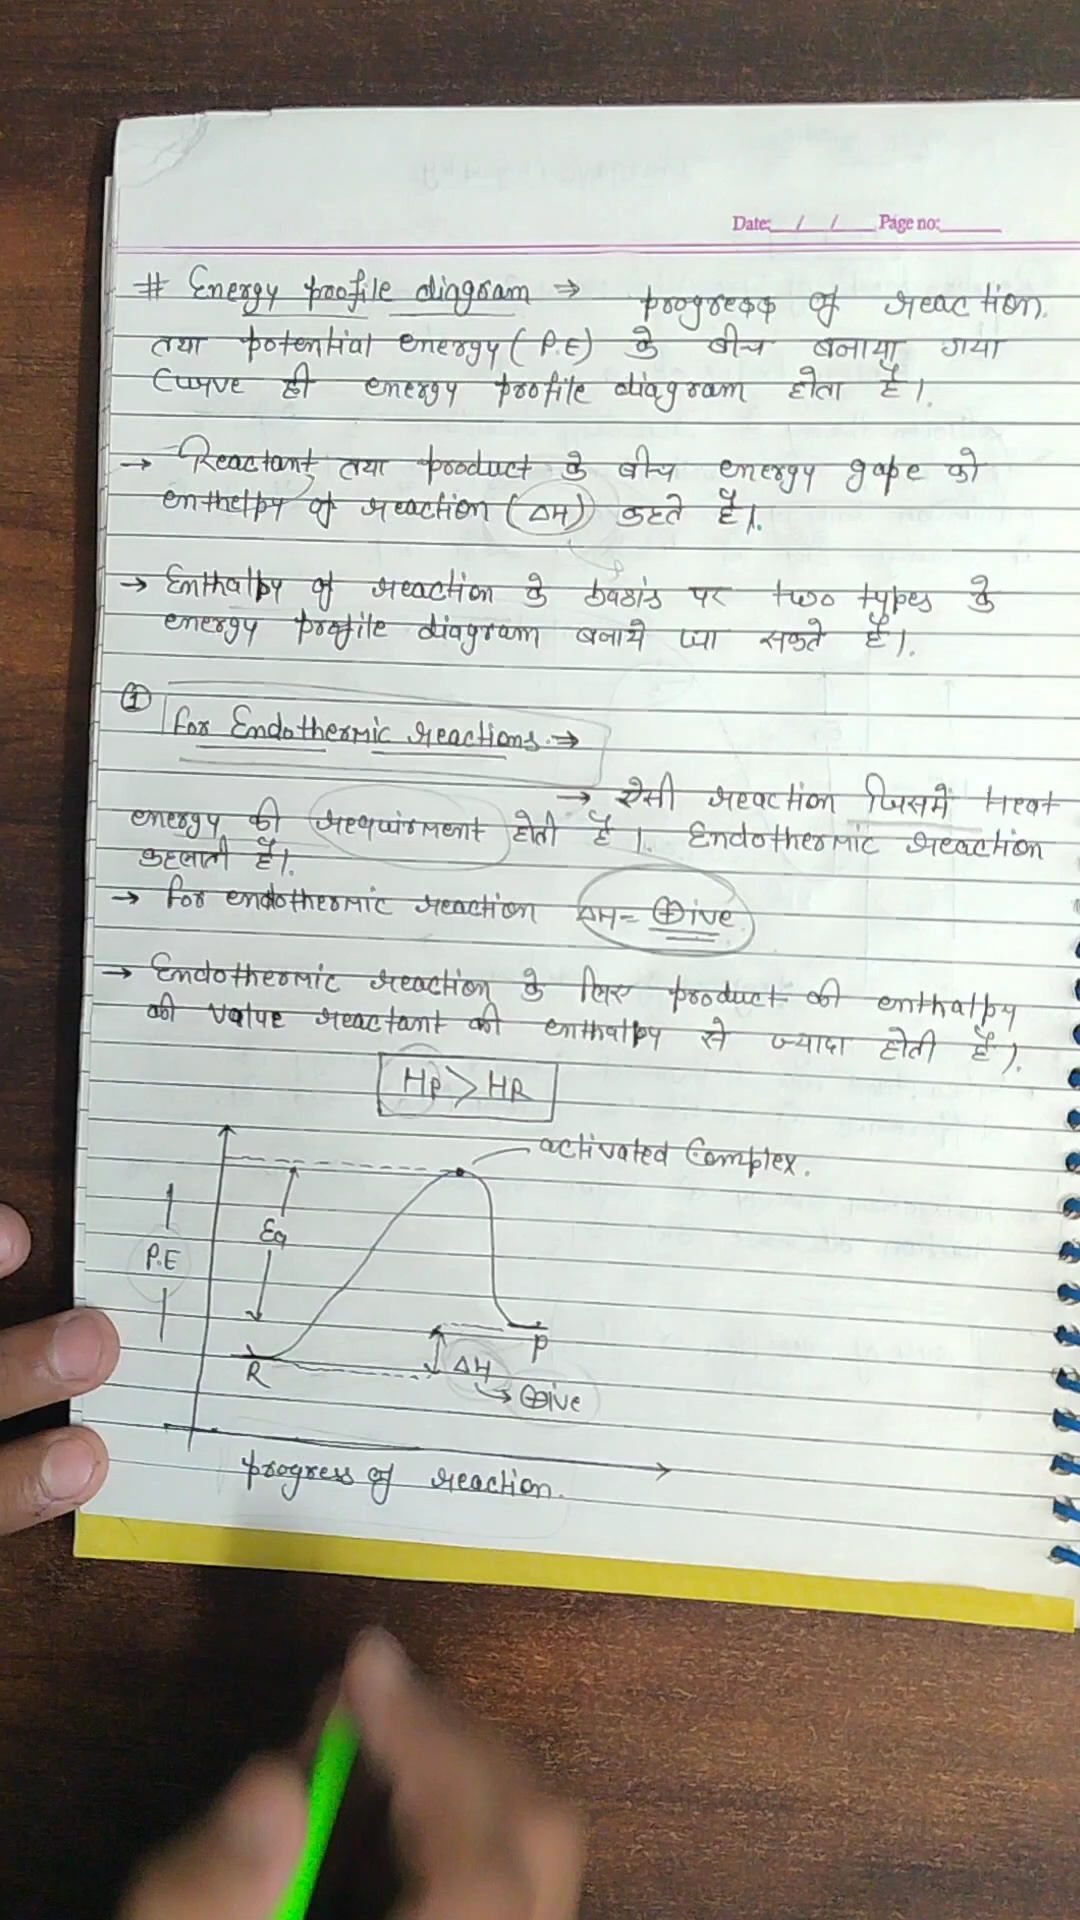 Date: / / Page no:
# Energy profile diagram ⇒ progress of reaction.
तथा potential energy (P.E) के बीच बनाया गया
Curve ही energy profile diagram होता है।
→ Reactant तथा product के बीच energy gape को
enthelpy of reaction (ΔH) कहते है।
→ Enthalpy of reaction के basis पर two types के
energy profile diagram बनाये जा सकते है।
① for Endothermic reactions. ⇒
→ ऐसी reaction जिसमें Heat
energy की requirment होती है। Endothermic reaction
कहलाती है।
→ for endothermic reaction ΔH = ⊕ive
→ Endothermic reaction के लिए product की enthalpy
की value reactant की enthalpy से ज्यादा होती है।
HP > HR
activated Complex.
Ea
P.E
P
R
ΔH
→ ⊕ive
progress of reaction.